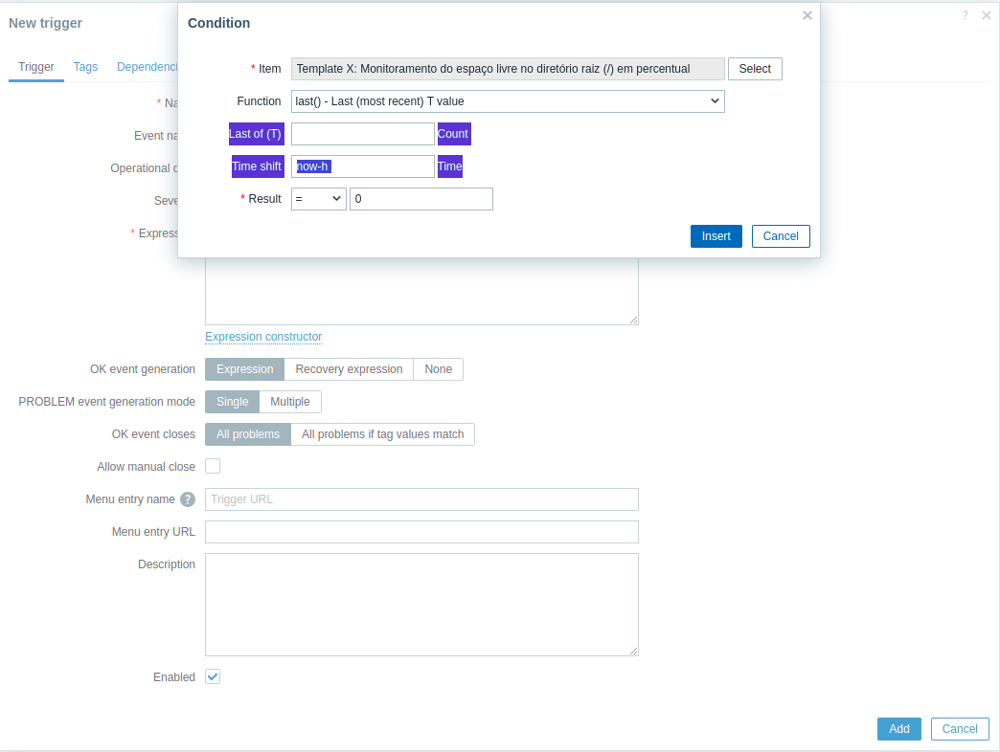 New trigger
?
Condition
Trigger
Tags
Dependenci
* Item
Template X: Monitoramento do espaço livre no diretório raiz (/) em percentual
Select
Function
last() - Last (most recent) T value
Last of (T)
Count
Time shift
now-h
Time
* Result
=
0
Insert
Cancel
* Na
Event na
Operational d
Seve
* Express
Expression constructor
OK event generation
Expression
Recovery expression
None
PROBLEM event generation mode
Single
Multiple
OK event closes
All problems
All problems if tag values match
Allow manual close
Menu entry name ?
Trigger URL
Menu entry URL
Description
Enabled
Add
Cancel